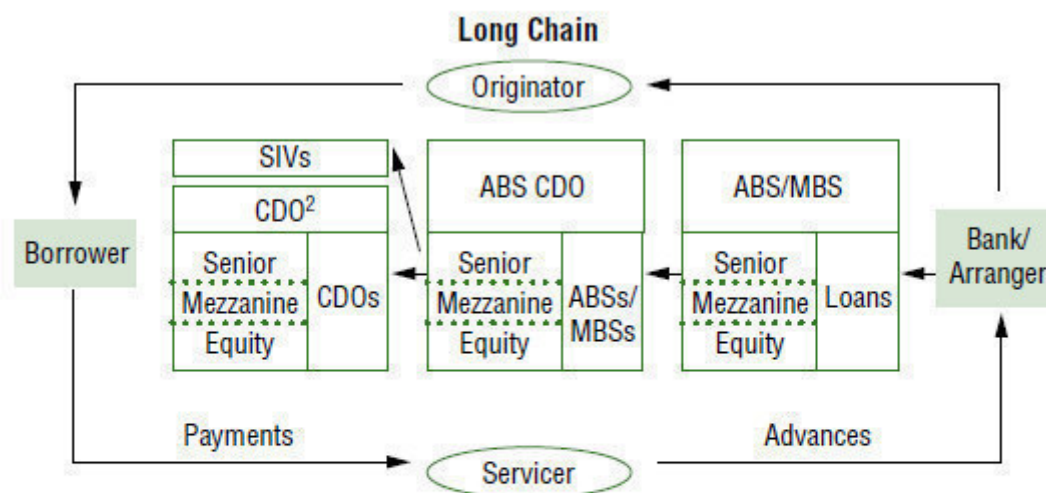 Long Chain
Originator
SIVs
CDO²
Senior
Mezzanine
Equity
CDOs
ABS CDO
Senior
Mezzanine
Equity
ABSs/
MBSs
ABS/MBS
Senior
Mezzanine
Equity
Loans
Borrower
Bank/
Arranger
Payments
Advances
Servicer